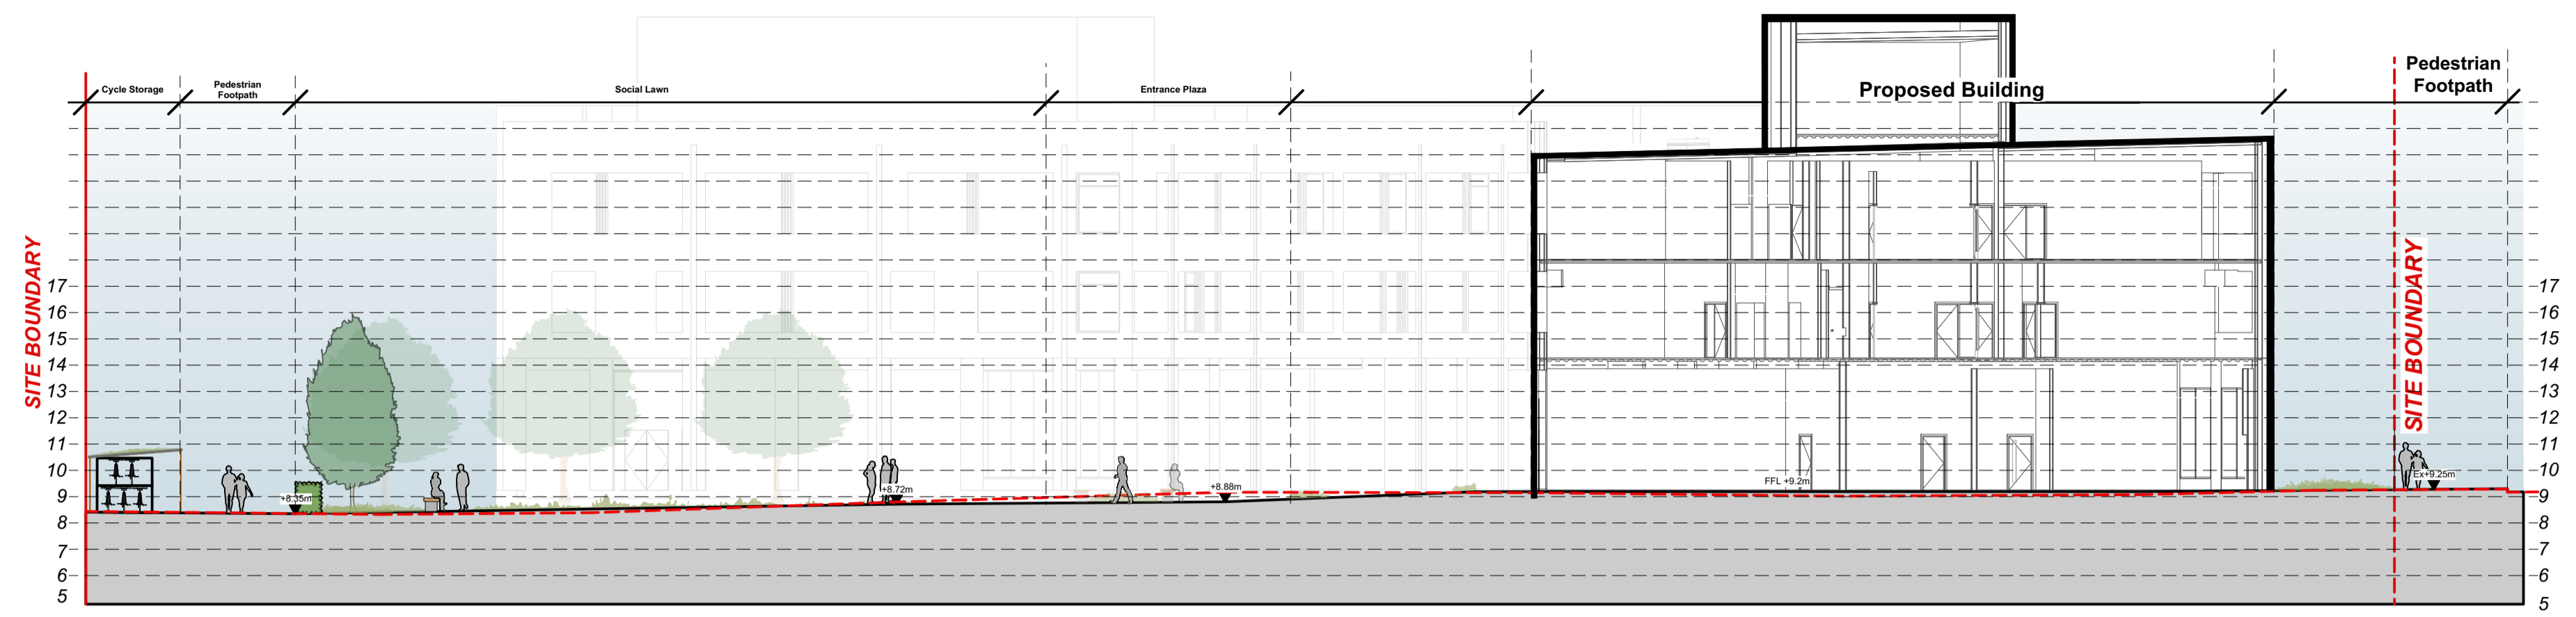 Cycle Storage
Pedestrian
Footpath
Social Lawn
Entrance Plaza
Proposed Building
Pedestrian
Footpath
SITE BOUNDARY
17
16
15
14
13
12
11
10
9
8
7
6
5
+8.35m
+8.72m
+8.88m
FFL +9.2m
Ex+9.25m
SITE BOUNDARY
17
16
15
14
13
12
11
10
9
8
7
6
5